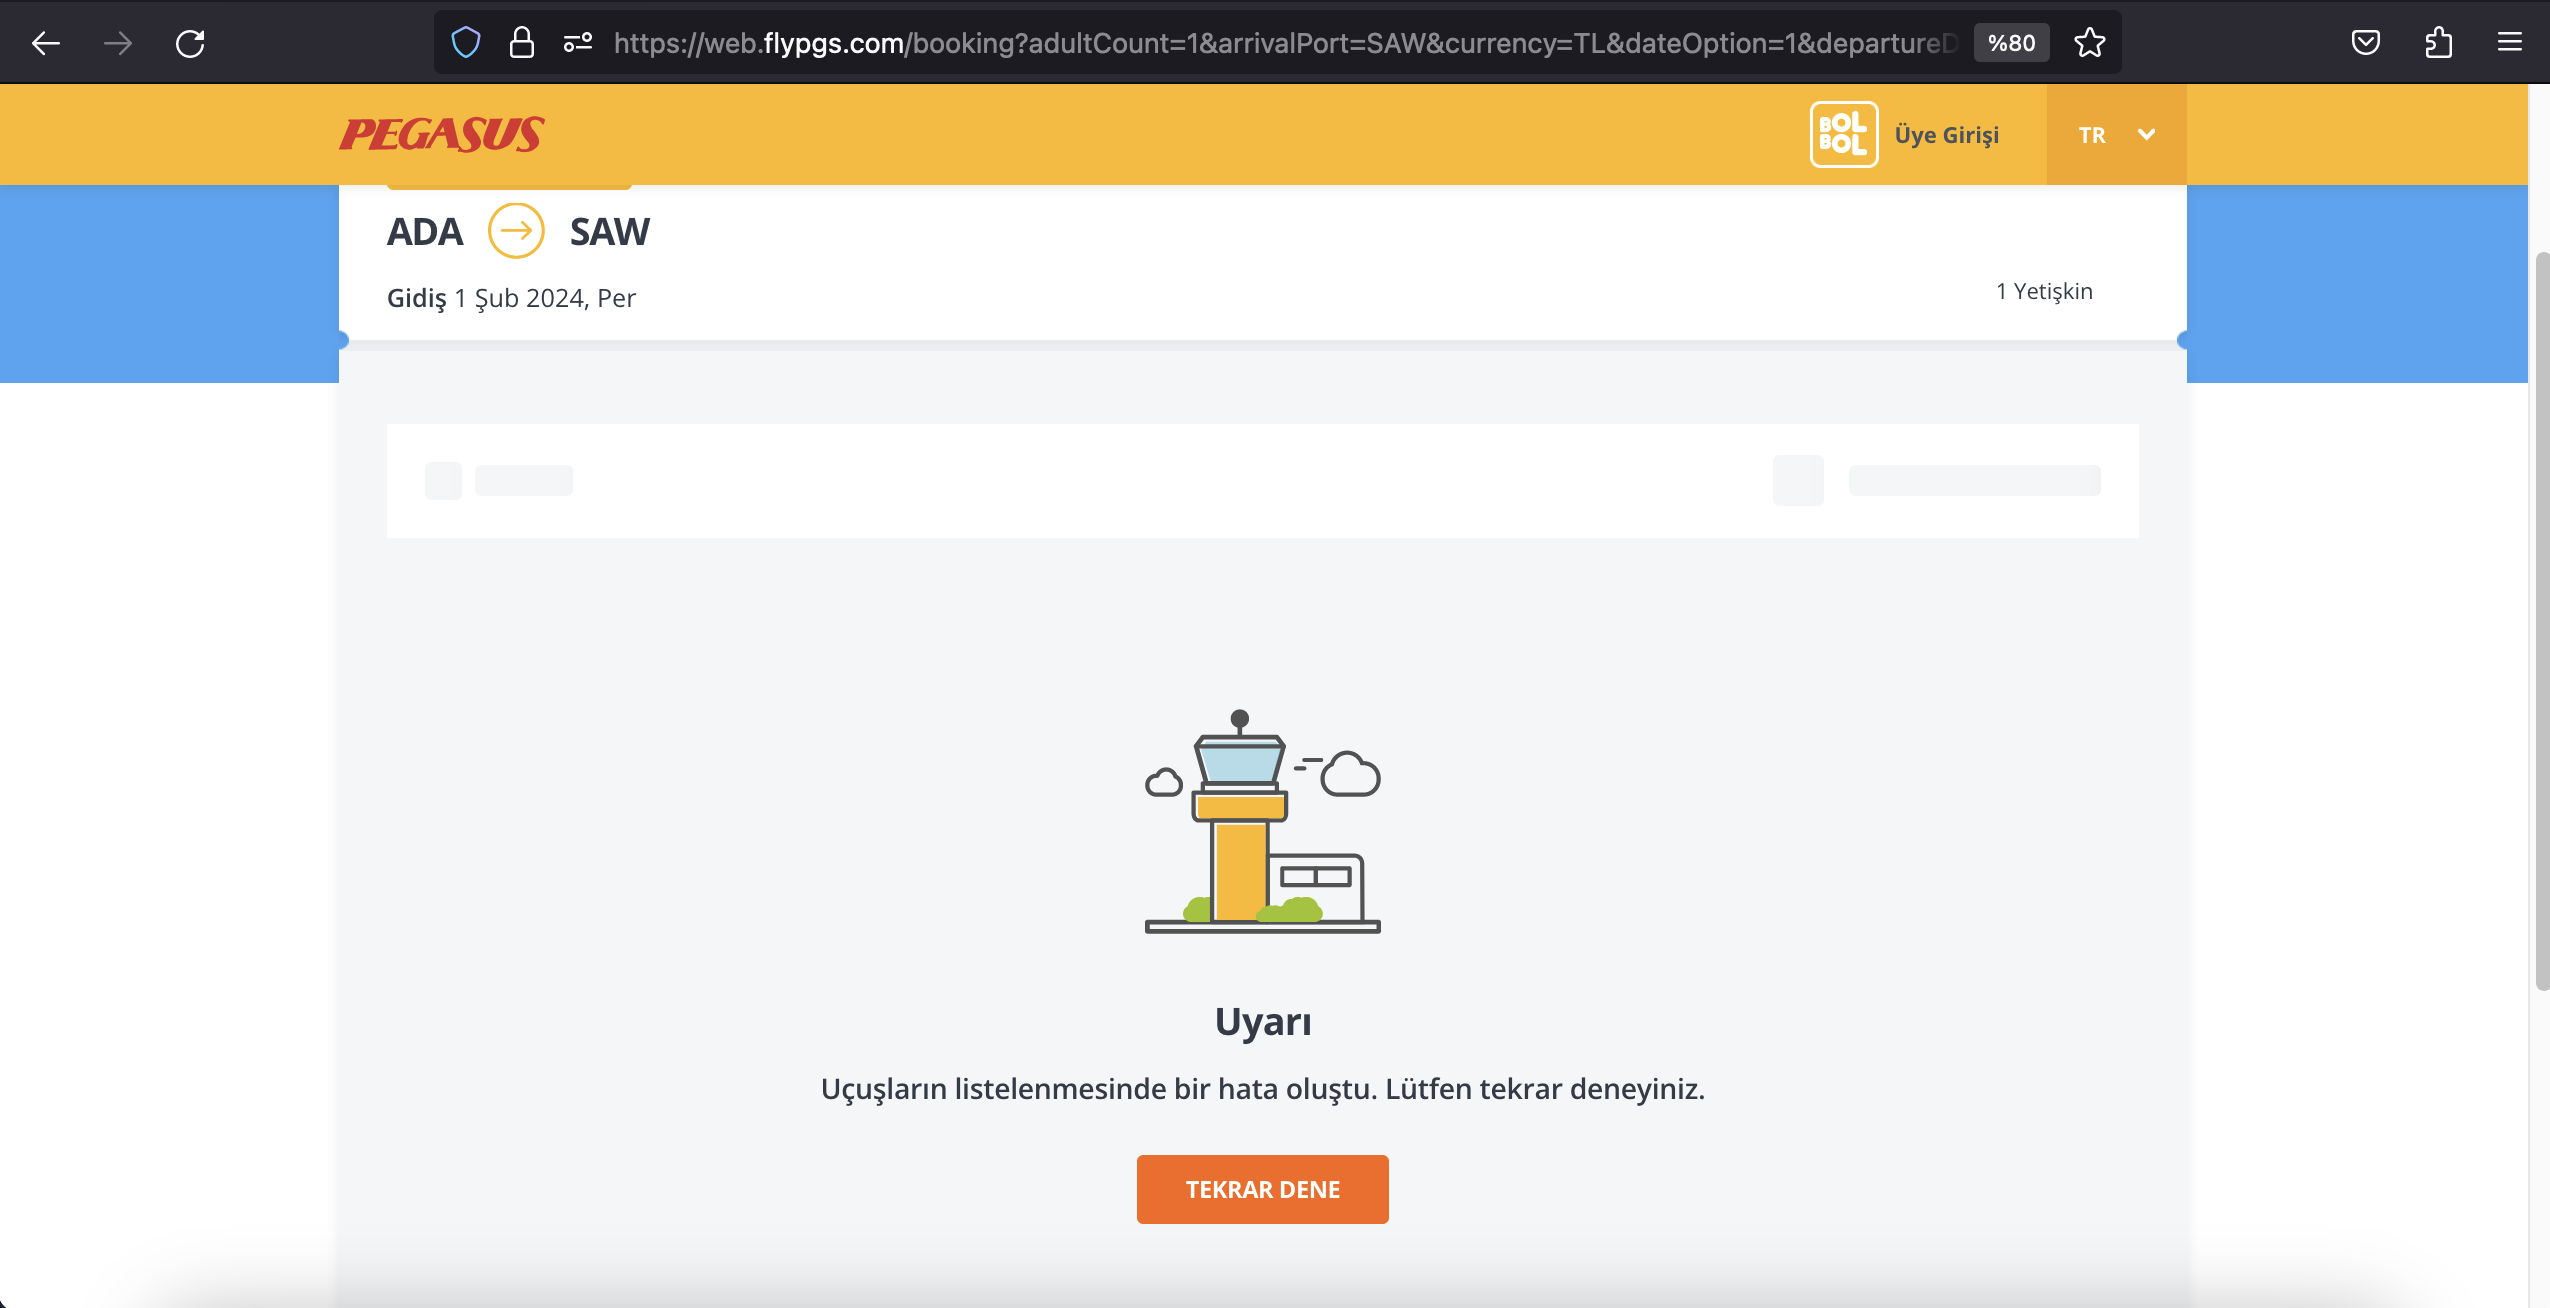 https://web.flypgs.com/booking?adultCount=1&arrivalPort=SAW&currency=TL&dateOption=1&departureD
%80
PEGASUS
BOL
BOL
Üye Girişi
TR
ADA
SAW
Gidiş 1 Şub 2024, Per
1 Yetişkin
Uyarı
Uçuşların listelenmesinde bir hata oluştu. Lütfen tekrar deneyiniz.
TEKRAR DENE